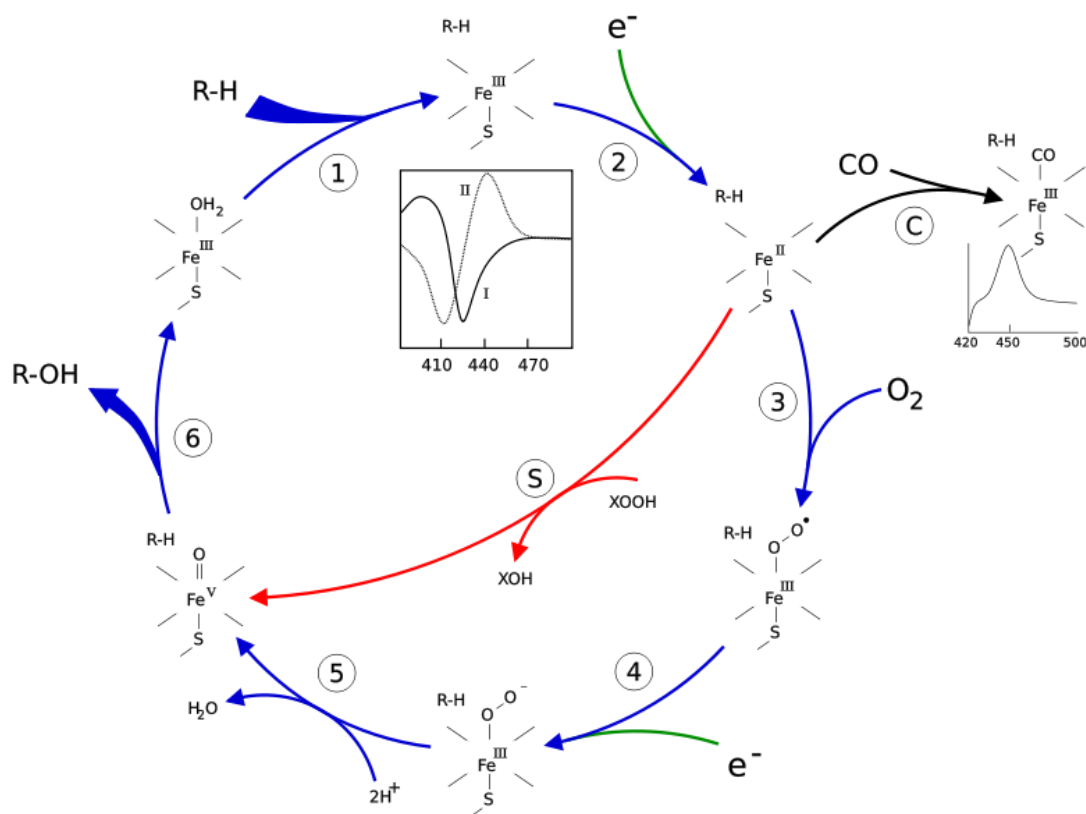 e⁻
R-H
Fe III
S
R-H
1
2
CO
R-H
CO
Fe III
S
C
420 450 500
II
I
410 440 470
R-H
Fe II
S
OH2
Fe III
S
R-OH
6
3
O2
S
XOOH
XOH
R-H
O
Fe V
S
R-H
O
O•
Fe III
S
4
5
H2O
2H+
R-H
O
O⁻
Fe III
S
e⁻